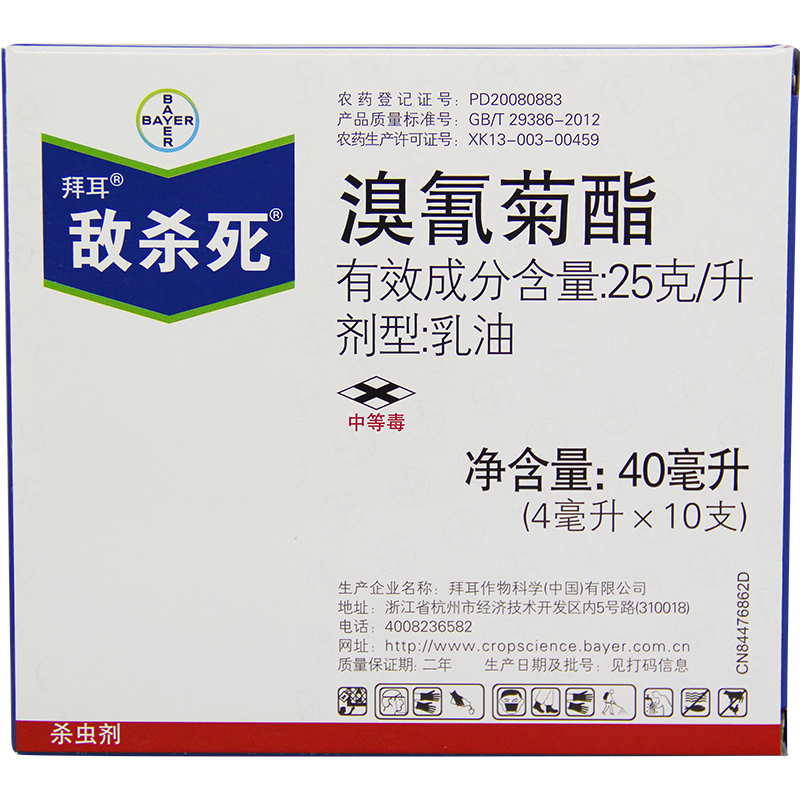 BAYER
BAYER
拜耳®
敌杀死®
农药登记证号: PD20080883
产品质量标准号: GB/T 29386-2012
农药生产许可证号: XK13-003-00459
溴氰菊酯
有效成分含量:25克/升
剂型:乳油
中等毒
净含量: 40毫升
(4毫升×10支)
生产企业名称: 拜耳作物科学(中国)有限公司
地址: 浙江省杭州市经济技术开发区内5号路(310018)
电话: 4008236582
网址: http://www.cropscience.bayer.com.cn
质量保证期: 二年 生产日期及批号: 见打码信息
CN84476862D
杀虫剂